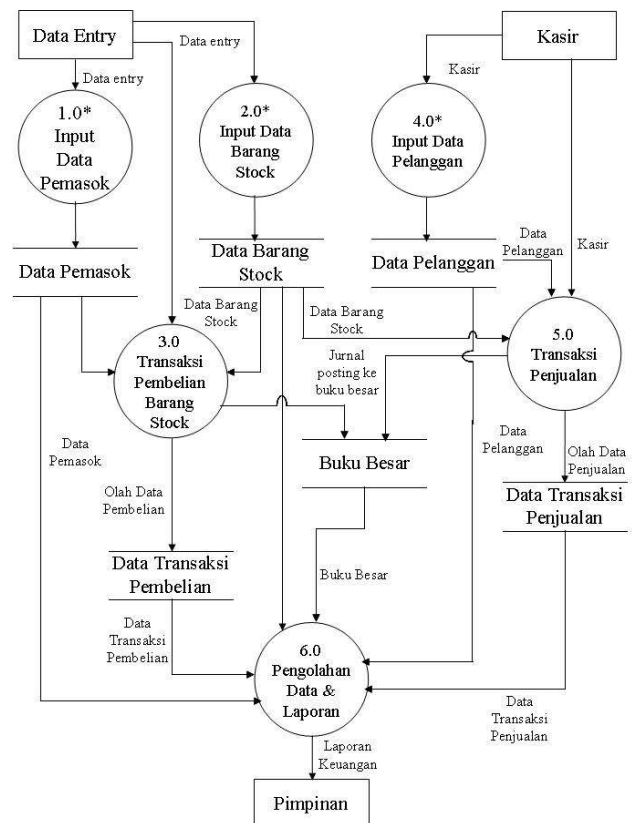 Data Entry
Kasir
Data entry
Data entry
Kasir
1.0*
Input
Data
Pemasok
2.0*
Input Data
Barang
Stock
4.0*
Input Data
Pelanggan
Data
Pelanggan
Kasir
Data Pemasok
Data Barang
Stock
Data Pelanggan
Data Barang
Stock
Data Barang
Stock
3.0
Transaksi
Pembelian
Barang
Stock
Jurnal
posting ke
buku besar
5.0
Transaksi
Penjualan
Data
Pemasok
Buku Besar
Data
Pelanggan
Olah Data
Penjualan
Olah Data
Pembelian
Data Transaksi
Penjualan
Data Transaksi
Pembelian
Buku Besar
Data
Transaksi
Pembelian
6.0
Pengolahan
Data &
Laporan
Data
Transaksi
Penjualan
Laporan
Keuangan
Pimpinan